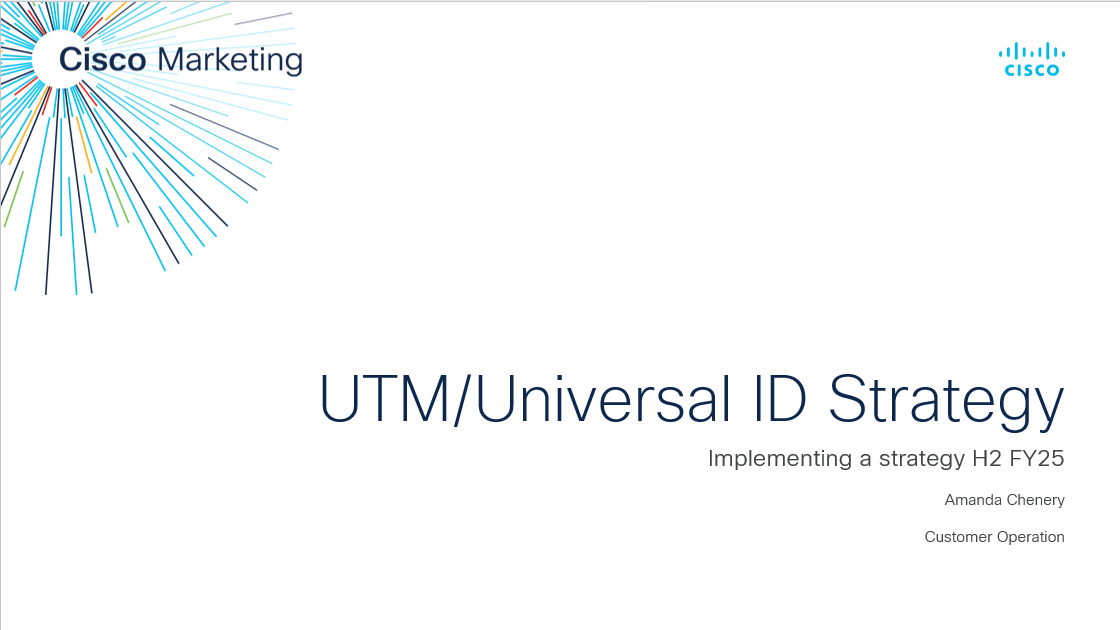 Cisco Marketing
CISCO
UTM/Universal ID Strategy
Implementing a strategy H2 FY25
Amanda Chenery
Customer Operation